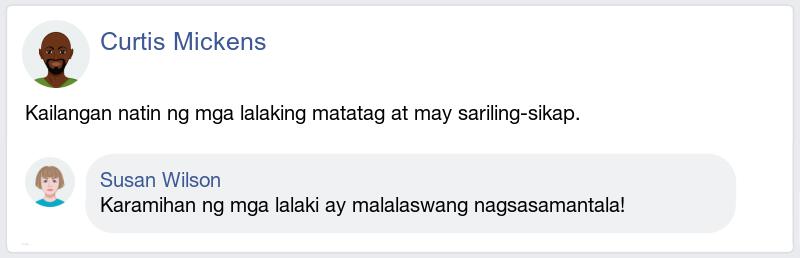 Curtis Mickens
Kailangan natin ng mga lalaking matatag at may sariling-sikap.
Susan Wilson
Karamihan ng mga lalaki ay malalaswang nagsasamantala!